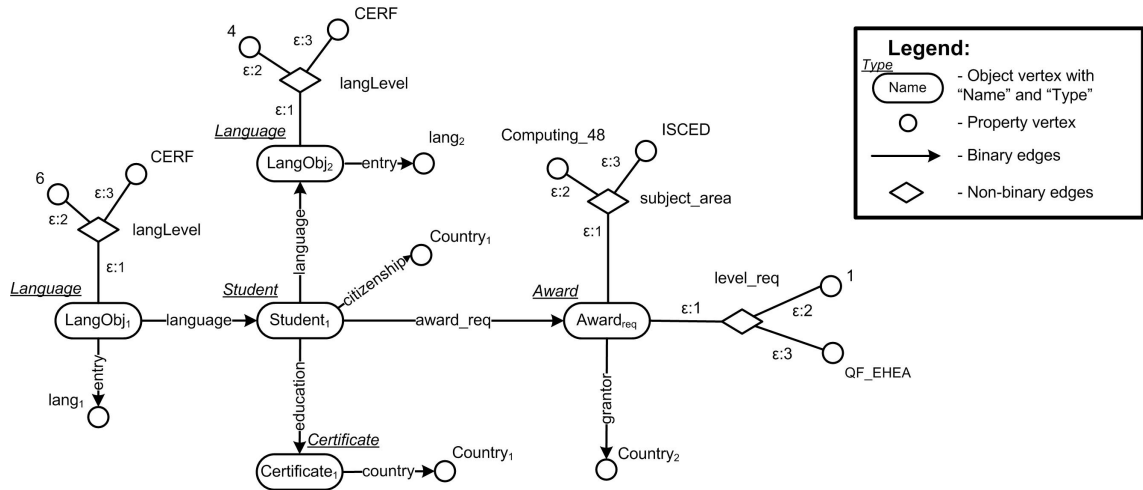 CERF
4
ε:3
ε:2
langLevel
ε:1
Language
lang₂
LangObj₂
entry
CERF
6
ε:3
ε:2
langLevel
ε:1
language
Language
LangObj₁
language
entry
lang₁
Student
Student₁
citizenship
Country₁
award_req
education
Certificate
Certificate₁
country
Country₁
Computing_48
ISCED
ε:3
ε:2
subject_area
ε:1
Award
Award_req
level_req
1
ε:1
ε:2
ε:3
QF_EHEA
grantor
Country₂
Legend:
Type
Name
- Object vertex with
“Name” and “Type”
- Property vertex
- Binary edges
- Non-binary edges